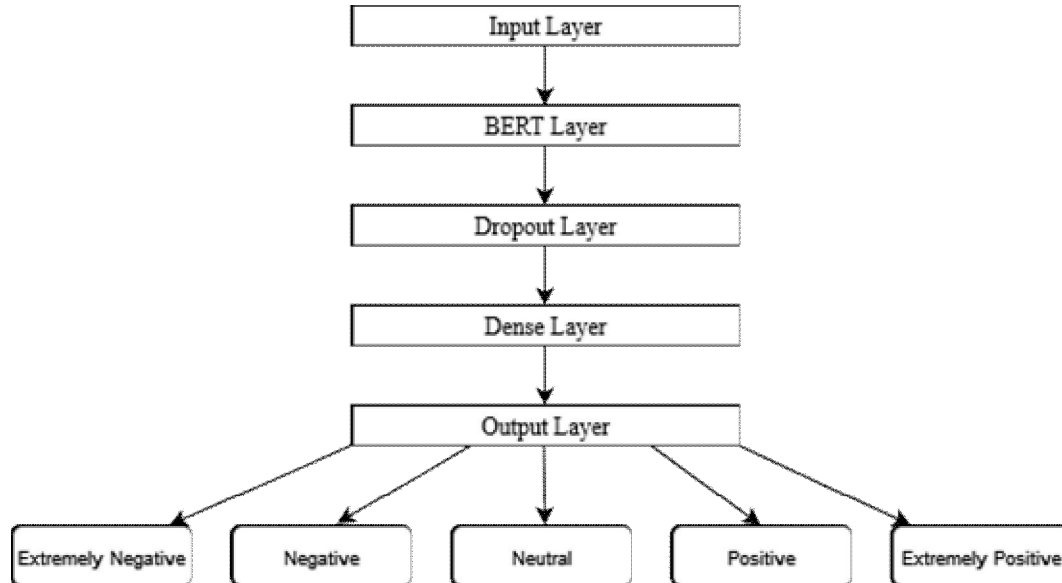 Input Layer
BERT Layer
Dropout Layer
Dense Layer
Output Layer
Extremely Negative
Negative
Neutral
Positive
Extremely Positive